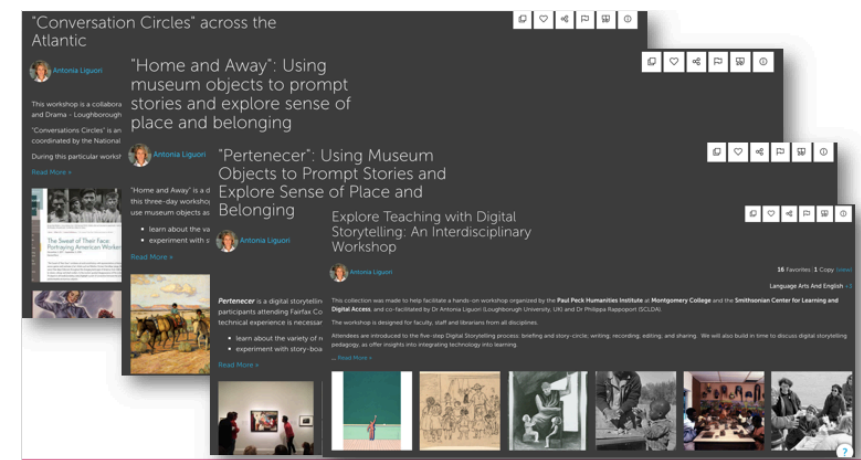 "Conversation Circles" across the
Atlantic
Antonia Liguori
This workshop is a collabora
and Drama - Loughborough
"Conversations Circles" is an
coordinated by the National
During this particular worksh
Read More »
The Sweat of Their Face:
Portraying American Worker
"Home and Away": Using
museum objects to prompt
stories and explore sense of
place and belonging
Antonia Liguori
"Home and Away" is a d
this three-day workshop
use museum objects as
learn about the va
experiment with s
Read More »
"Pertenecer": Using Museum
Objects to Prompt Stories and
Explore Sense of Place and
Belonging
Antonia Liguori
Pertenecer is a digital storytellin
participants attending Fairfax Co
technical experience is necessar
learn about the variety of n
experiment with story-boa
Read More »
Explore Teaching with Digital
Storytelling: An Interdisciplinary
Workshop
Antonia Liguori
16 Favorites 1 Copy (view)
Language Arts And English +2
This collection was made to help facilitate a hands-on workshop organized by the Paul Peck Humanities Institute at Montgomery College and the Smithsonian Center for Learning and
Digital Access, and co-facilitated by Dr Antonia Liguori (Loughborough University, UK) and Dr Philippa Rappoport (SCLDA).
The workshop is designed for faculty, staff and librarians from all disciplines.
Attendees are introduced to the five-step Digital Storytelling process: briefing and story-circle, writing, recording, editing, and sharing. We will also build in time to discuss digital storytelling
pedagogy, as offer insights into integrating technology into learning.
... Read More »
?